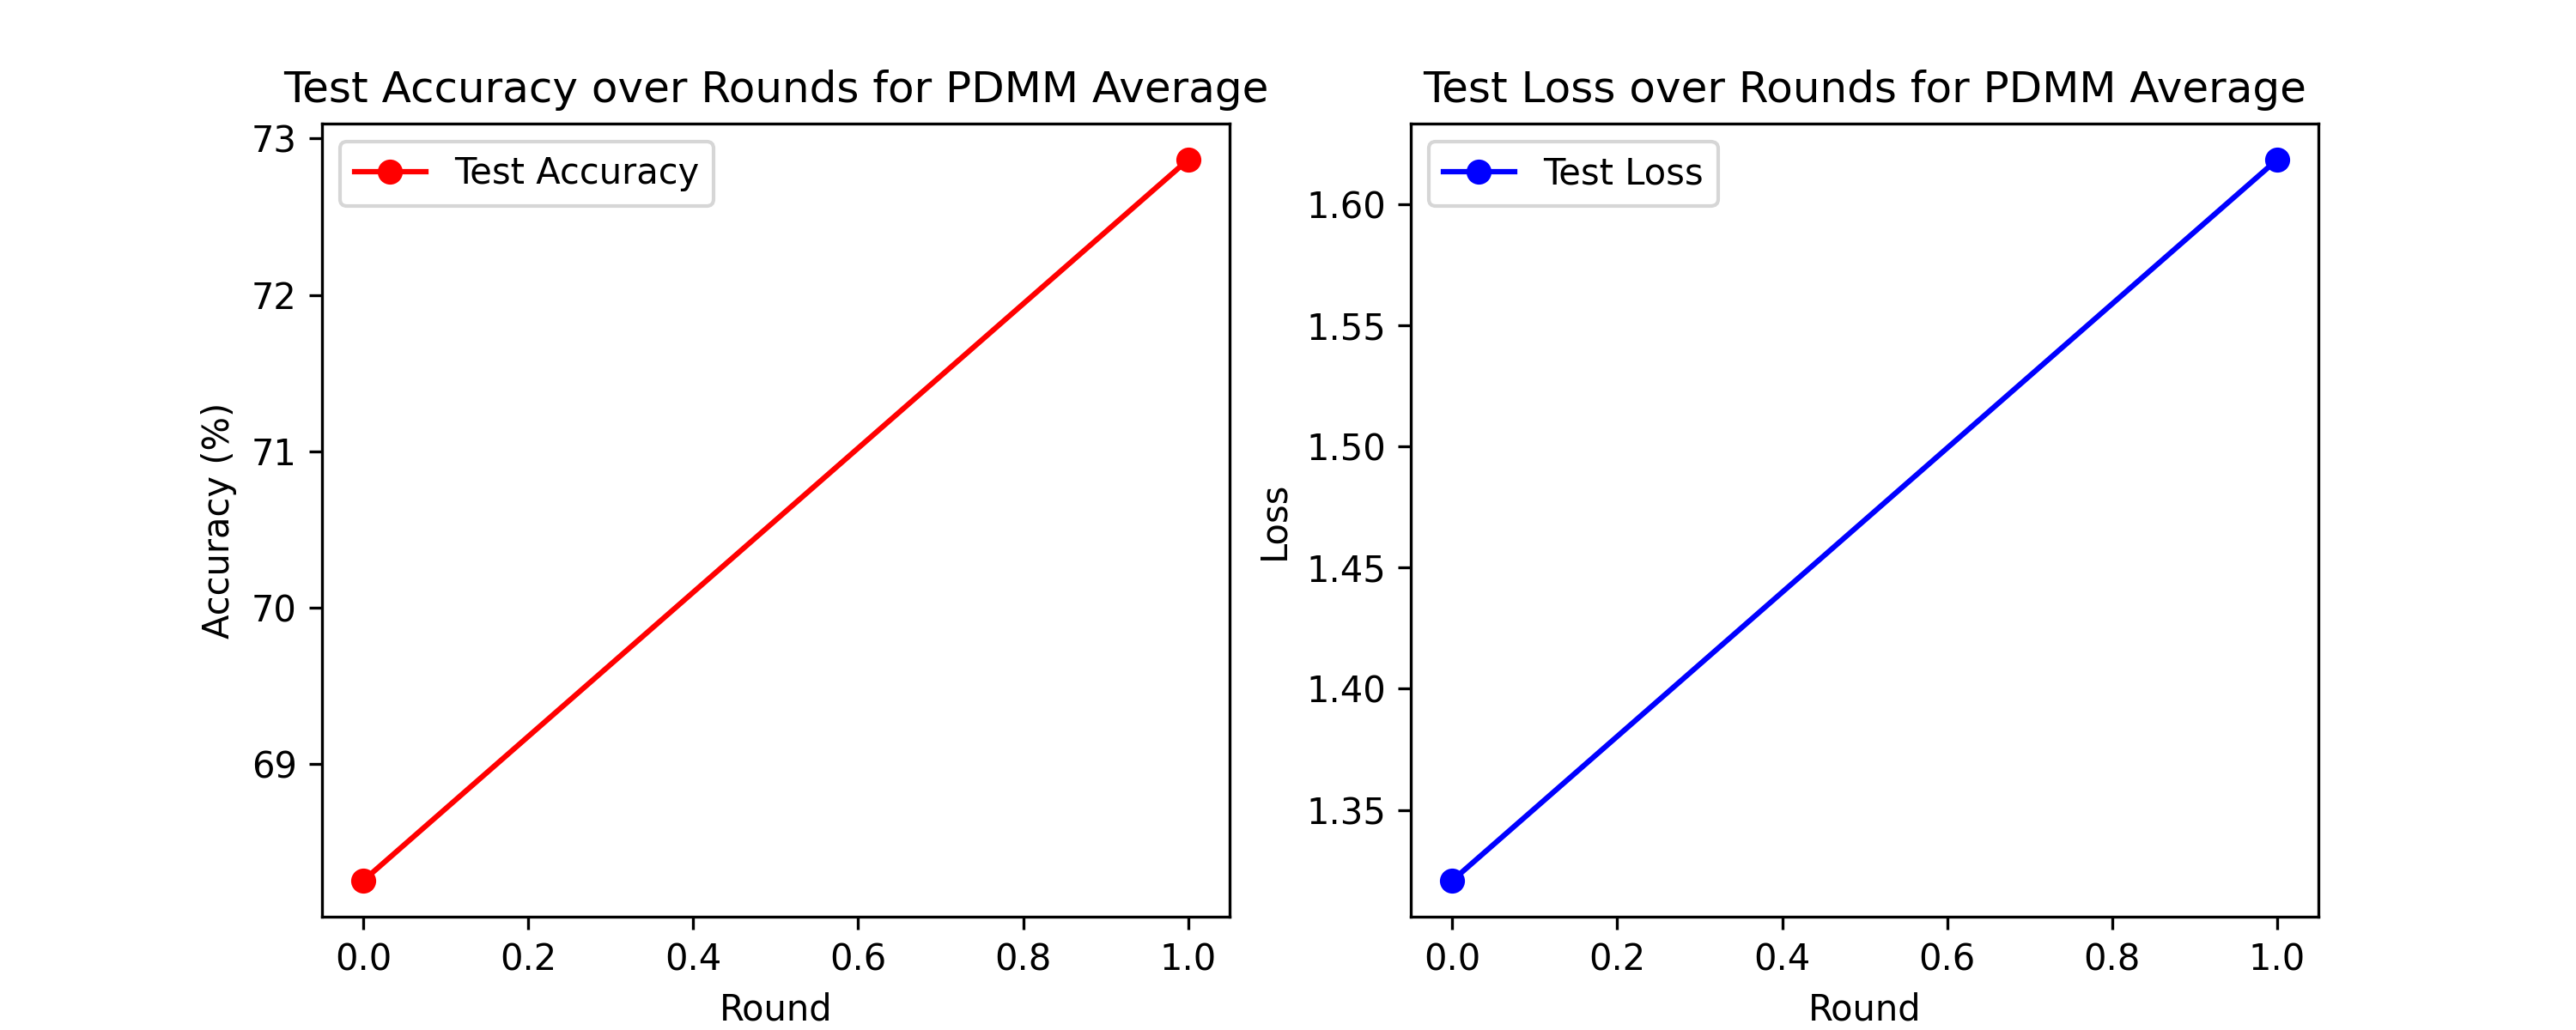 Test Accuracy over Rounds for PDMM Average
Test Accuracy
73
72
71
70
69
Accuracy (%)
0.0 0.2 0.4 0.6 0.8 1.0
Round
Test Loss over Rounds for PDMM Average
Test Loss
1.60
1.55
1.50
1.45
1.40
1.35
Loss
0.0 0.2 0.4 0.6 0.8 1.0
Round